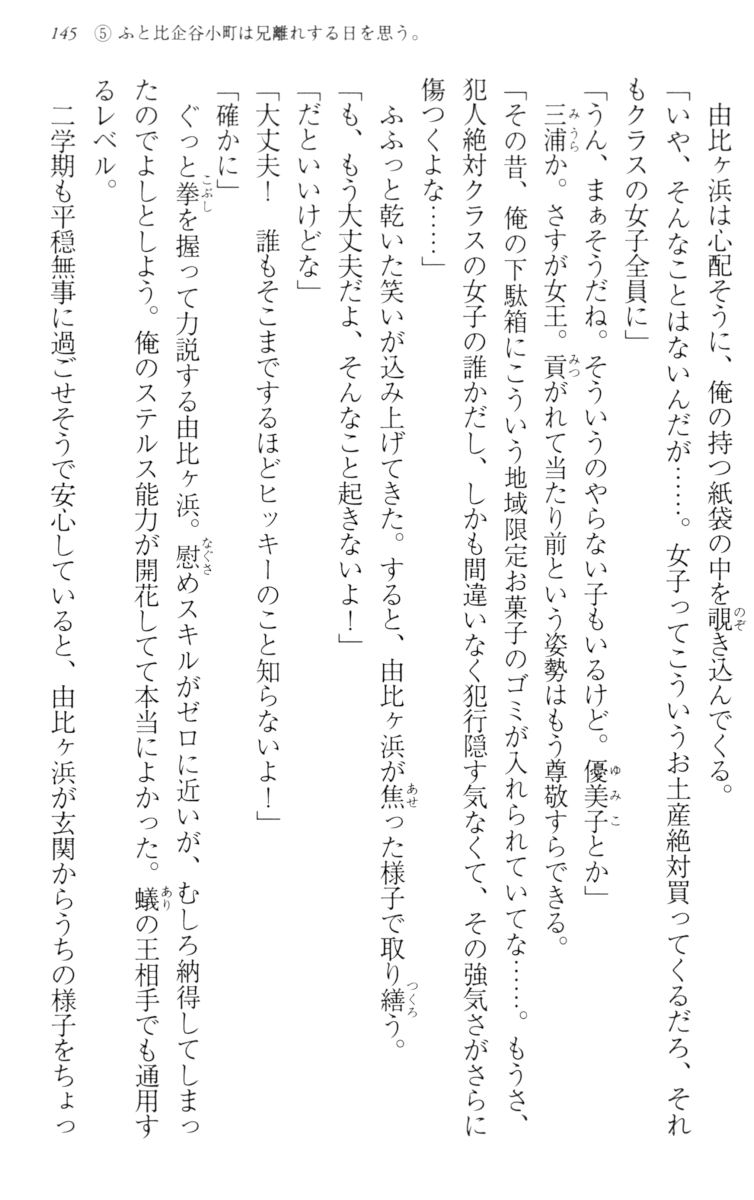 145 ⑤ ふと比企谷小町は兄離れする日を思う。
由比ヶ浜は心配そうに、俺の持つ紙袋の中を覗き込んでくる。
「いや、そんなことはないんだが……。女子ってこういうお土産絶対買ってくるだろ、それ
もクラスの女子全員に」
「うん、まぁそうだね。そういうのやらない子もいるけど。優美子とか」
三浦か。さすが女王。貢がれて当たり前という姿勢はもう尊敬すらできる。
「その昔、俺の下駄箱にこういう地域限定お菓子のゴミが入れられていてな……。もうさ、
犯人絶対クラスの女子の誰かだし、しかも間違いなく犯行隠す気なくて、その強気さがさらに
傷つくよな……」
ふふっと乾いた笑いが込み上げてきた。すると、由比ヶ浜が焦った様子で取り繕う。
「も、もう大丈夫だよ、そんなこと起きないよ！」
「だといいけどな」
「大丈夫！　誰もそこまでするほどヒッキーのこと知らないよ！」
「確かに」
ぐっと拳を握って力説する由比ヶ浜。慰めスキルがゼロに近いが、むしろ納得してしまっ
たのでよしとしよう。俺のステルス能力が開花してて本当によかった。蟻の王相手でも通用す
るレベル。
二学期も平穏無事に過ごせそうで安心していると、由比ヶ浜が玄関からうちの様子をちょっ